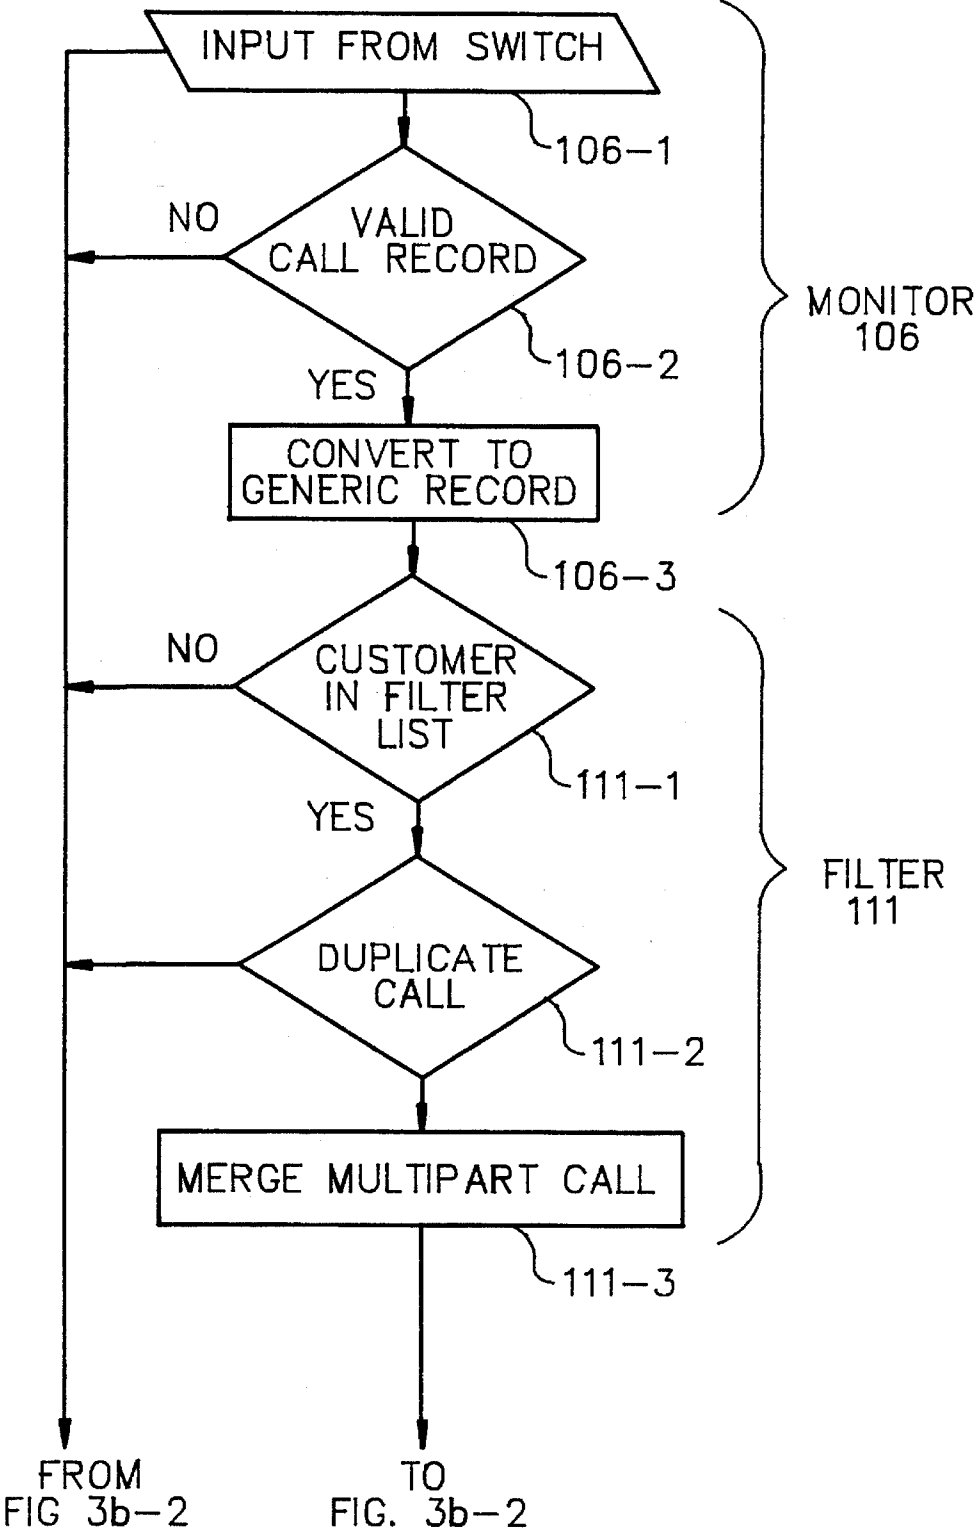 INPUT FROM SWITCH
106-1
NO
VALID
CALL RECORD
MONITOR
106
106-2
YES
CONVERT TO
GENERIC RECORD
106-3
NO
CUSTOMER
IN FILTER
LIST
111-1
YES
FILTER
111
DUPLICATE
CALL
111-2
MERGE MULTIPART CALL
111-3
FROM
FIG 3b-2
TO
FIG. 3b-2